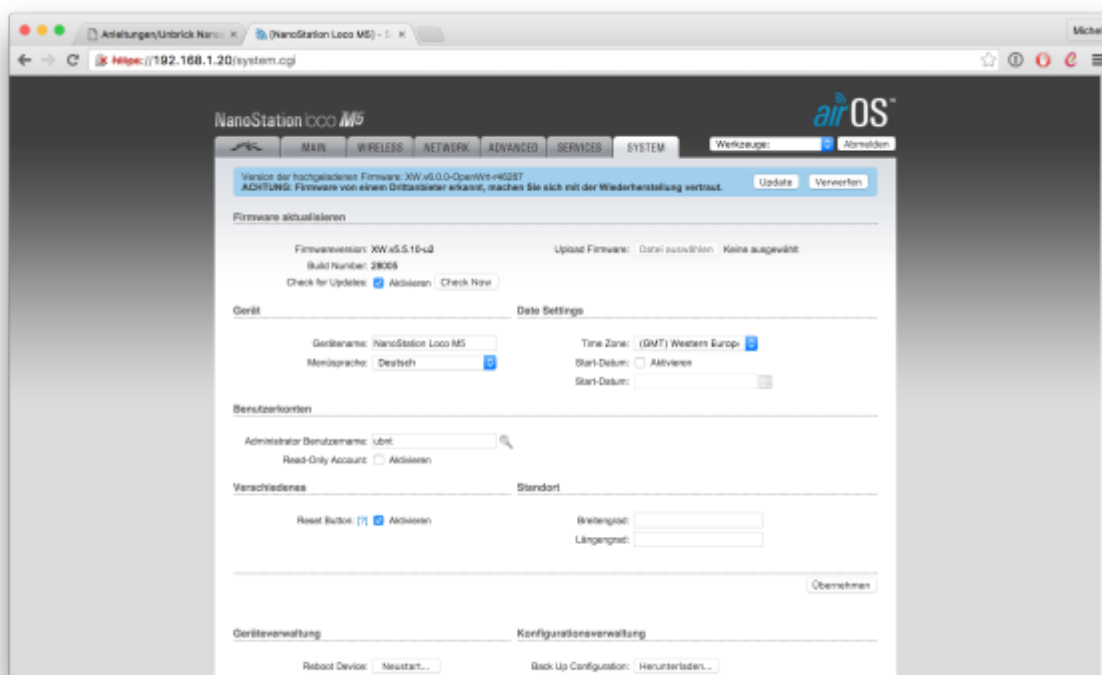 Anleitungen/Unbrick Nano
[NanoStation Loco M5] - S
Michel
https://192.168.1.20/system.cgi
NanoStation loco M5
airOS™
MAIN WIRELESS NETWORK ADVANCED SERVICES SYSTEM
Werkzeuge:
Abmelden
Version der hochgeladenen Firmware: XW.v6.0.0-OpenWrt-r46287
ACHTUNG: Firmware von einem Drittanbieter erkannt, machen Sie sich mit der Wiederherstellung vertraut.
Update Verwerfen
Firmware aktualisieren
Firmwareversion: XW.v5.5.10-u2
Upload Firmware: Datei auswählen Keine ausgewählt
Build Number: 28005
Check for Updates: Aktivieren Check Now
Gerät
Date Settings
Gerätename: NanoStation Loco M5
Time Zone: (GMT) Western Europ
Menüsprache: Deutsch
Start-Datum: Aktivieren
Start-Datum:
Benutzerkonten
Administrator Benutzername: ubnt
Read-Only Account: Aktivieren
Verschiedenes
Standort
Reset Button: [?] Aktivieren
Breitengrad:
Längengrad:
Übernehmen
Geräteverwaltung
Konfigurationsverwaltung
Reboot Device: Neustart...
Back Up Configuration: Herunterladen...